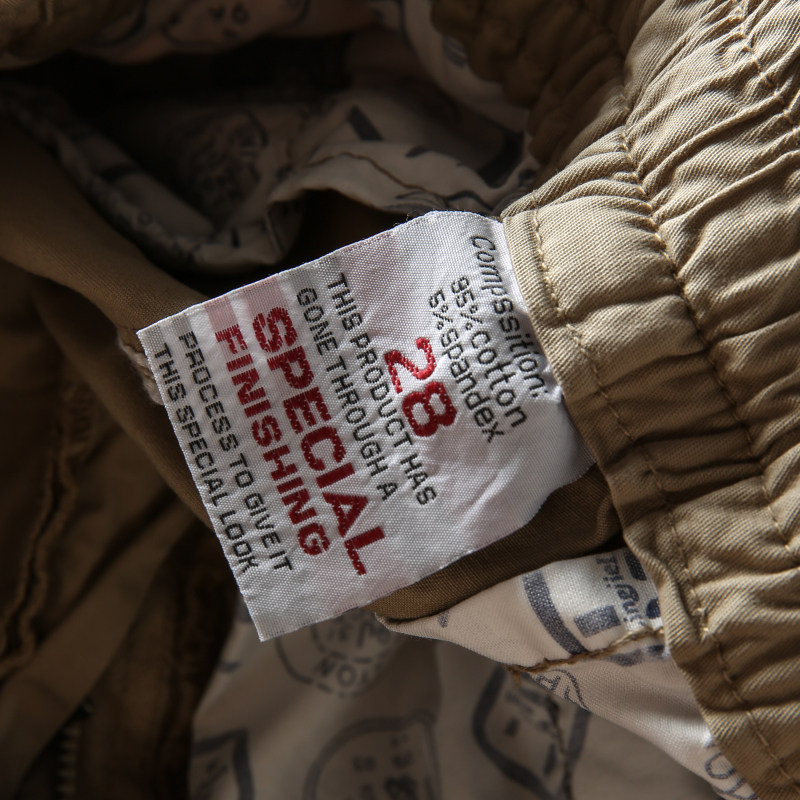 Compssition:
95%cotton
5%spandex
28
THIS PRODUCT HAS
GONE THROUGH A
SPECIAL
FINISHING
PROCESS TO GIVE IT
THIS SPECIAL LOOK